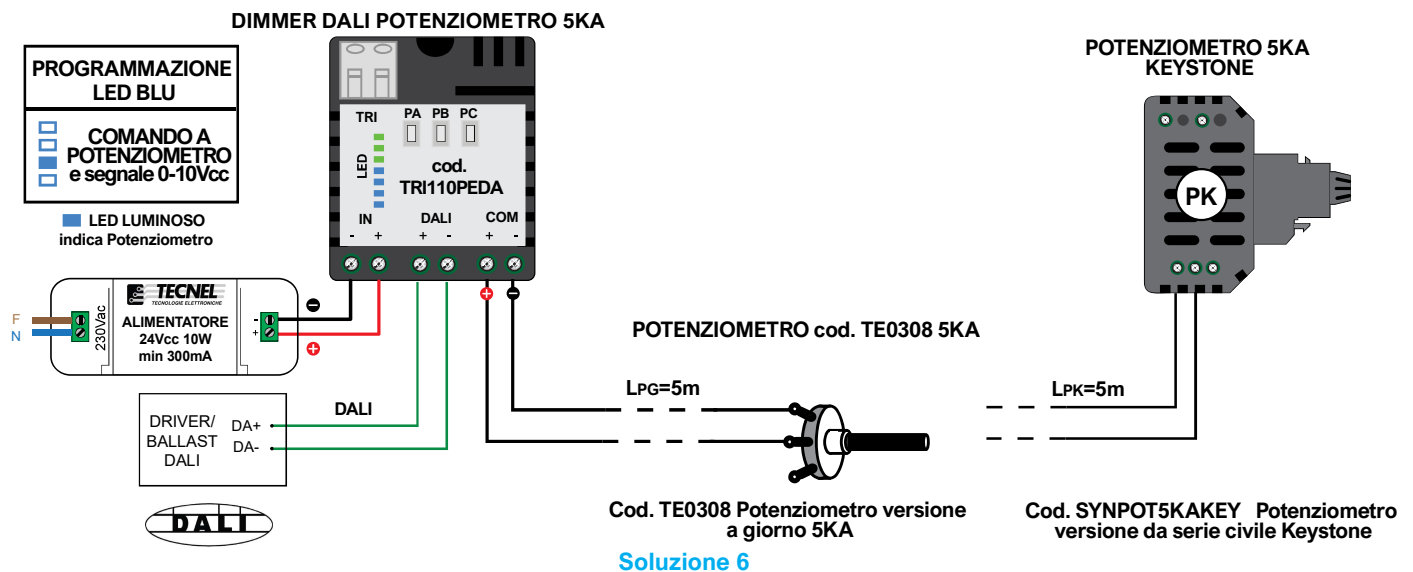 DIMMER DALI POTENZIOMETRO 5KA
PROGRAMMAZIONE
LED BLU
COMANDO A
POTENZIOMETRO
e segnale 0-10Vcc
LED LUMINOSO
indica Potenziometro
TRI
PA PB PC
LED
cod.
TRI110PEDA
IN DALI COM
- + + - + -
POTENZIOMETRO 5KA
KEYSTONE
PK
F
N
230Vac
TECNEL
TECNOLOGIE ELETTRONICHE
ALIMENTATORE
24Vcc 10W
min 300mA
-
+
-
+
+ -
DRIVER/
BALLAST
DALI
DA+
DA-
DALI
DALI
POTENZIOMETRO cod. TE0308 5KA
LPG=5m
LPK=5m
Cod. TE0308 Potenziometro versione
a giorno 5KA
Cod. SYNPOT5KAKEY Potenziometro
versione da serie civile Keystone
Soluzione 6